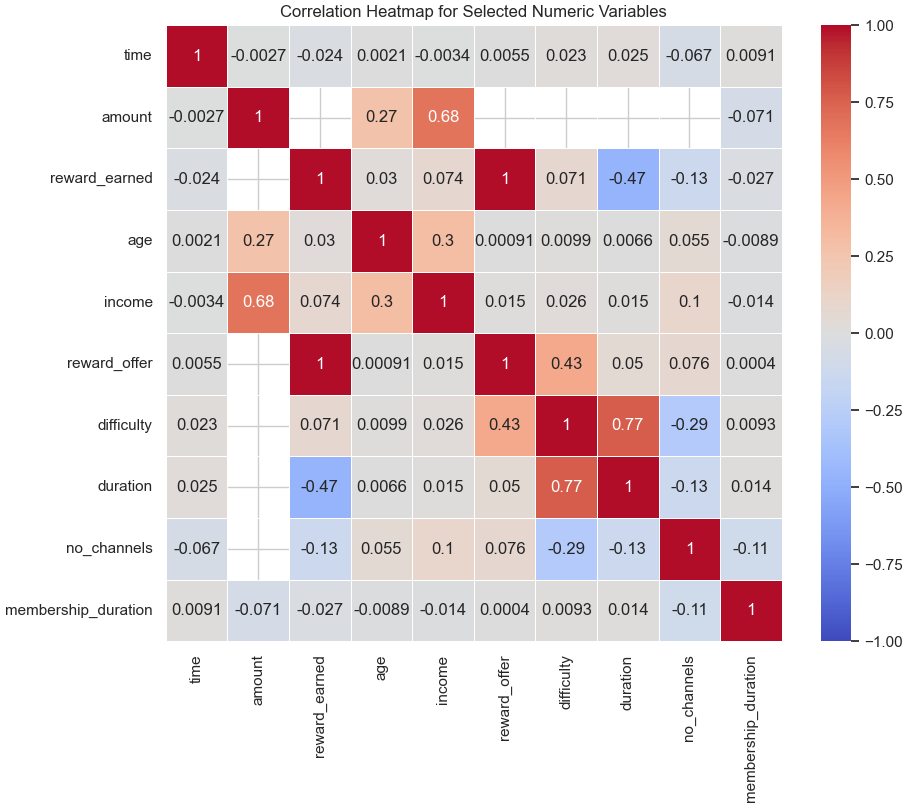 Correlation Heatmap for Selected Numeric Variables
time 1 -0.0027 -0.024 0.0021 -0.0034 0.0055 0.023 0.025 -0.067 0.0091
amount -0.0027 1 0.27 0.68 -0.071
reward_earned -0.024 1 0.03 0.074 1 0.071 -0.47 -0.13 -0.027
age 0.0021 0.27 0.03 1 0.3 0.00091 0.0099 0.0066 0.055 -0.0089
income -0.0034 0.68 0.074 0.3 1 0.015 0.026 0.015 0.1 -0.014
reward_offer 0.0055 1 0.00091 0.015 1 0.43 0.05 0.076 0.0004
difficulty 0.023 0.071 0.0099 0.026 0.43 1 0.77 -0.29 0.0093
duration 0.025 -0.47 0.0066 0.015 0.05 0.77 1 -0.13 0.014
no_channels -0.067 -0.13 0.055 0.1 0.076 -0.29 -0.13 1 -0.11
membership_duration 0.0091 -0.071 -0.027 -0.0089 -0.014 0.0004 0.0093 0.014 -0.11 1
time
amount
reward_earned
age
income
reward_offer
difficulty
duration
no_channels
membership_duration
1.00
0.75
0.50
0.25
0.00
−0.25
−0.50
−0.75
−1.00